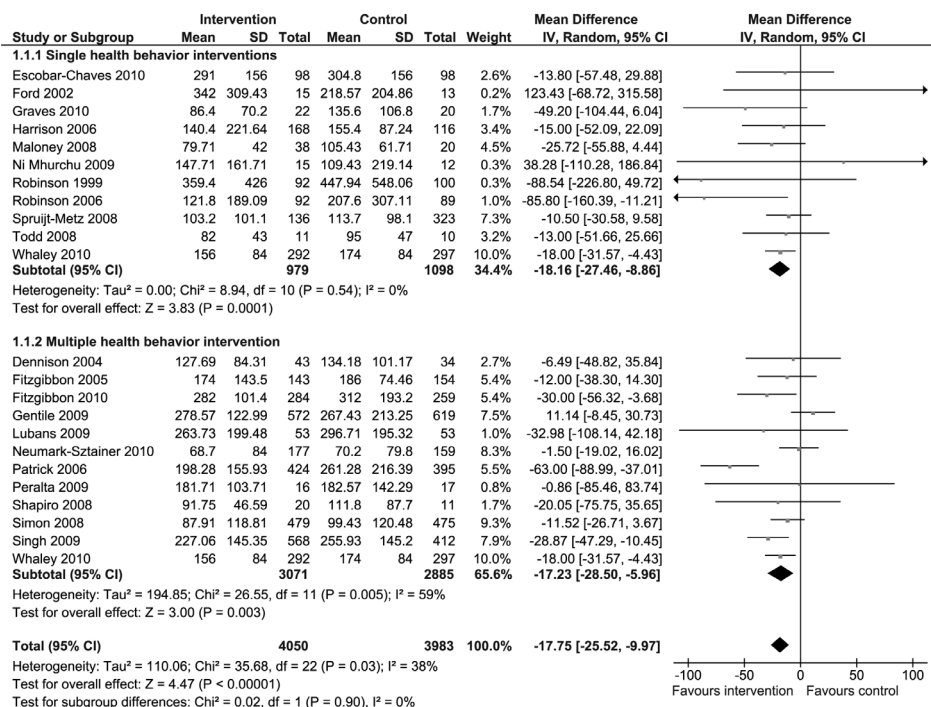 Intervention Control Mean Difference Mean Difference
Study or Subgroup Mean SD Total Mean SD Total Weight IV, Random, 95% CI IV, Random, 95% CI
1.1.1 Single health behavior interventions
Escobar-Chaves 2010 291 156 98 304.8 156 98 2.6% -13.80 [-57.48, 29.88]
Ford 2002 342 309.43 15 218.57 204.86 13 0.2% 123.43 [-68.72, 315.58]
Graves 2010 86.4 70.2 22 135.6 106.8 20 1.8% -49.20 [-104.44, 6.04]
Harrison 2006 140.4 221.64 168 155.4 87.24 116 3.4% -15.00 [-52.09, 22.09]
Maloney 2008 79.71 42 38 105.43 61.71 20 4.5% -25.72 [-55.88, 4.44]
Ni Mhurchu 2009 147.71 161.71 15 109.43 219.14 12 0.3% 38.28 [-110.28, 186.84]
Robinson 1999 359.4 426 92 447.94 548.06 100 0.3% -88.54 [-226.80, 49.72]
Robinson 2006 121.8 189.09 92 207.6 307.11 89 1.0% -85.80 [-160.39, -11.21]
Spruijt-Metz 2008 103.2 101.1 136 113.7 98.1 323 7.3% -10.50 [-30.58, 9.58]
Todd 2008 82 43 11 95 47 10 3.2% -13.00 [-51.66, 25.66]
Whaley 2010 156 84 292 174 84 297 10.0% -18.00 [-31.57, -4.43]
Subtotal (95% CI) 979 1098 34.4% -18.16 [-27.46, -8.86]
Heterogeneity: Tau² = 0.00; Chi² = 8.94, df = 10 (P = 0.54); I² = 0%
Test for overall effect: Z = 3.83 (P = 0.0001)
1.1.2 Multiple health behavior intervention
Dennison 2004 127.69 84.31 43 134.18 101.17 34 2.7% -6.49 [-48.82, 35.84]
Fitzgibbon 2005 174 143.5 143 186 74.46 154 5.4% -12.00 [-38.30, 14.30]
Fitzgibbon 2010 282 101.4 284 312 193.2 259 5.4% -30.00 [-56.32, -3.68]
Gentile 2009 278.57 122.99 572 267.43 213.25 619 7.5% 11.14 [-8.45, 30.73]
Lubans 2009 263.73 199.48 53 296.71 195.32 53 1.0% -32.98 [-108.14, 42.18]
Neumark-Sztainer 2010 68.7 84 177 70.2 79.8 159 8.2% -1.50 [-19.02, 16.02]
Patrick 2006 198.28 155.93 424 261.28 216.39 395 5.5% -63.00 [-88.99, -37.01]
Peralta 2009 181.71 103.71 16 182.57 142.29 17 0.8% -0.86 [-85.46, 83.74]
Shapiro 2008 91.75 46.59 20 111.8 87.7 11 1.8% -20.05 [-75.75, 35.65]
Simon 2008 87.91 118.81 479 99.43 120.48 475 9.3% -11.52 [-26.71, 3.67]
Singh 2009 227.06 145.35 568 255.93 145.2 412 7.9% -28.87 [-47.29, -10.45]
Whaley 2010 156 84 292 174 84 297 10.0% -18.00 [-31.57, -4.43]
Subtotal (95% CI) 3071 2885 65.6% -17.23 [-28.50, -5.96]
Heterogeneity: Tau² = 194.85; Chi² = 26.55, df = 11 (P = 0.005); I² = 59%
Test for overall effect: Z = 3.00 (P = 0.003)
Total (95% CI) 4050 3983 100.0% -17.75 [-25.52, -9.97]
Heterogeneity: Tau² = 110.06; Chi² = 35.68, df = 22 (P = 0.03); I² = 38%
Test for overall effect: Z = 4.47 (P < 0.00001)
Test for subgroup differences: Chi² = 0.02, df = 1 (P = 0.90), I² = 0%
-100 -50 0 50 100
Favours intervention Favours control